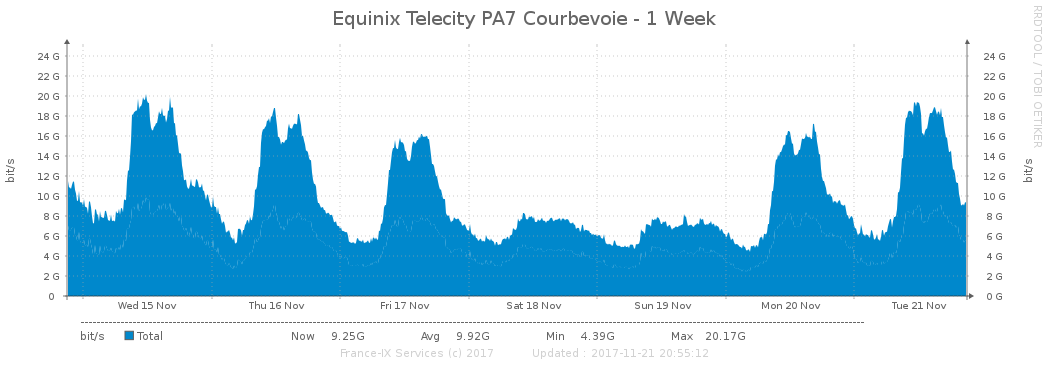 Equinix Telecity PA7 Courbevoie - 1 Week
RRDTOOL / TOBI OETIKER
bit/s
24 G 24 G
22 G 22 G
20 G 20 G
18 G 18 G
16 G 16 G
14 G 14 G
12 G 12 G
10 G 10 G
8 G 8 G
6 G 6 G
4 G 4 G
2 G 2 G
0 0 G
bit/s
Wed 15 Nov Thu 16 Nov Fri 17 Nov Sat 18 Nov Sun 19 Nov Mon 20 Nov Tue 21 Nov
bit/s Total Now 9.25G Avg 9.92G Min 4.39G Max 20.17G
France-IX Services (c) 2017 Updated : 2017-11-21 20:55:12